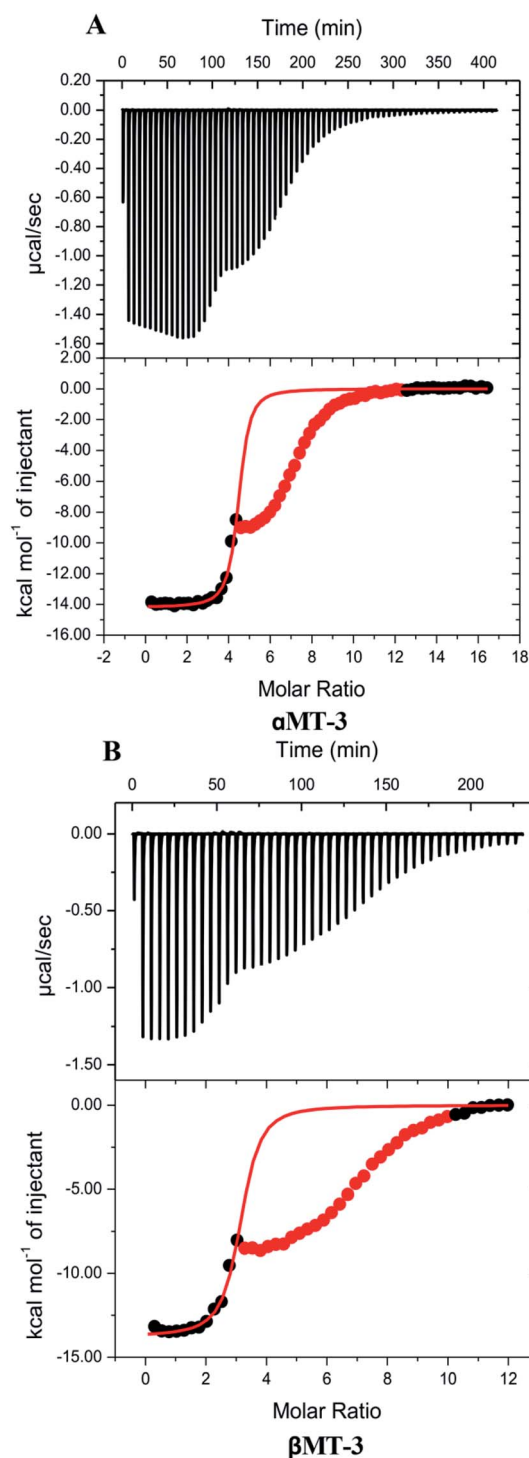 A
Time (min)
0 50 100 150 200 250 300 350 400
0.20
0.00
-0.20
-0.40
-0.60
-0.80
-1.00
-1.20
-1.40
-1.60
µcal/sec
2.00
0.00
-2.00
-4.00
-6.00
-8.00
-10.00
-12.00
-14.00
-16.00
kcal mol⁻¹ of injectant
-2 0 2 4 6 8 10 12 14 16 18
Molar Ratio
αMT-3
B
Time (min)
0 50 100 150 200
0.00
-0.50
-1.00
-1.50
µcal/sec
0.00
-5.00
-10.00
-15.00
kcal mol⁻¹ of injectant
0 2 4 6 8 10 12
Molar Ratio
βMT-3